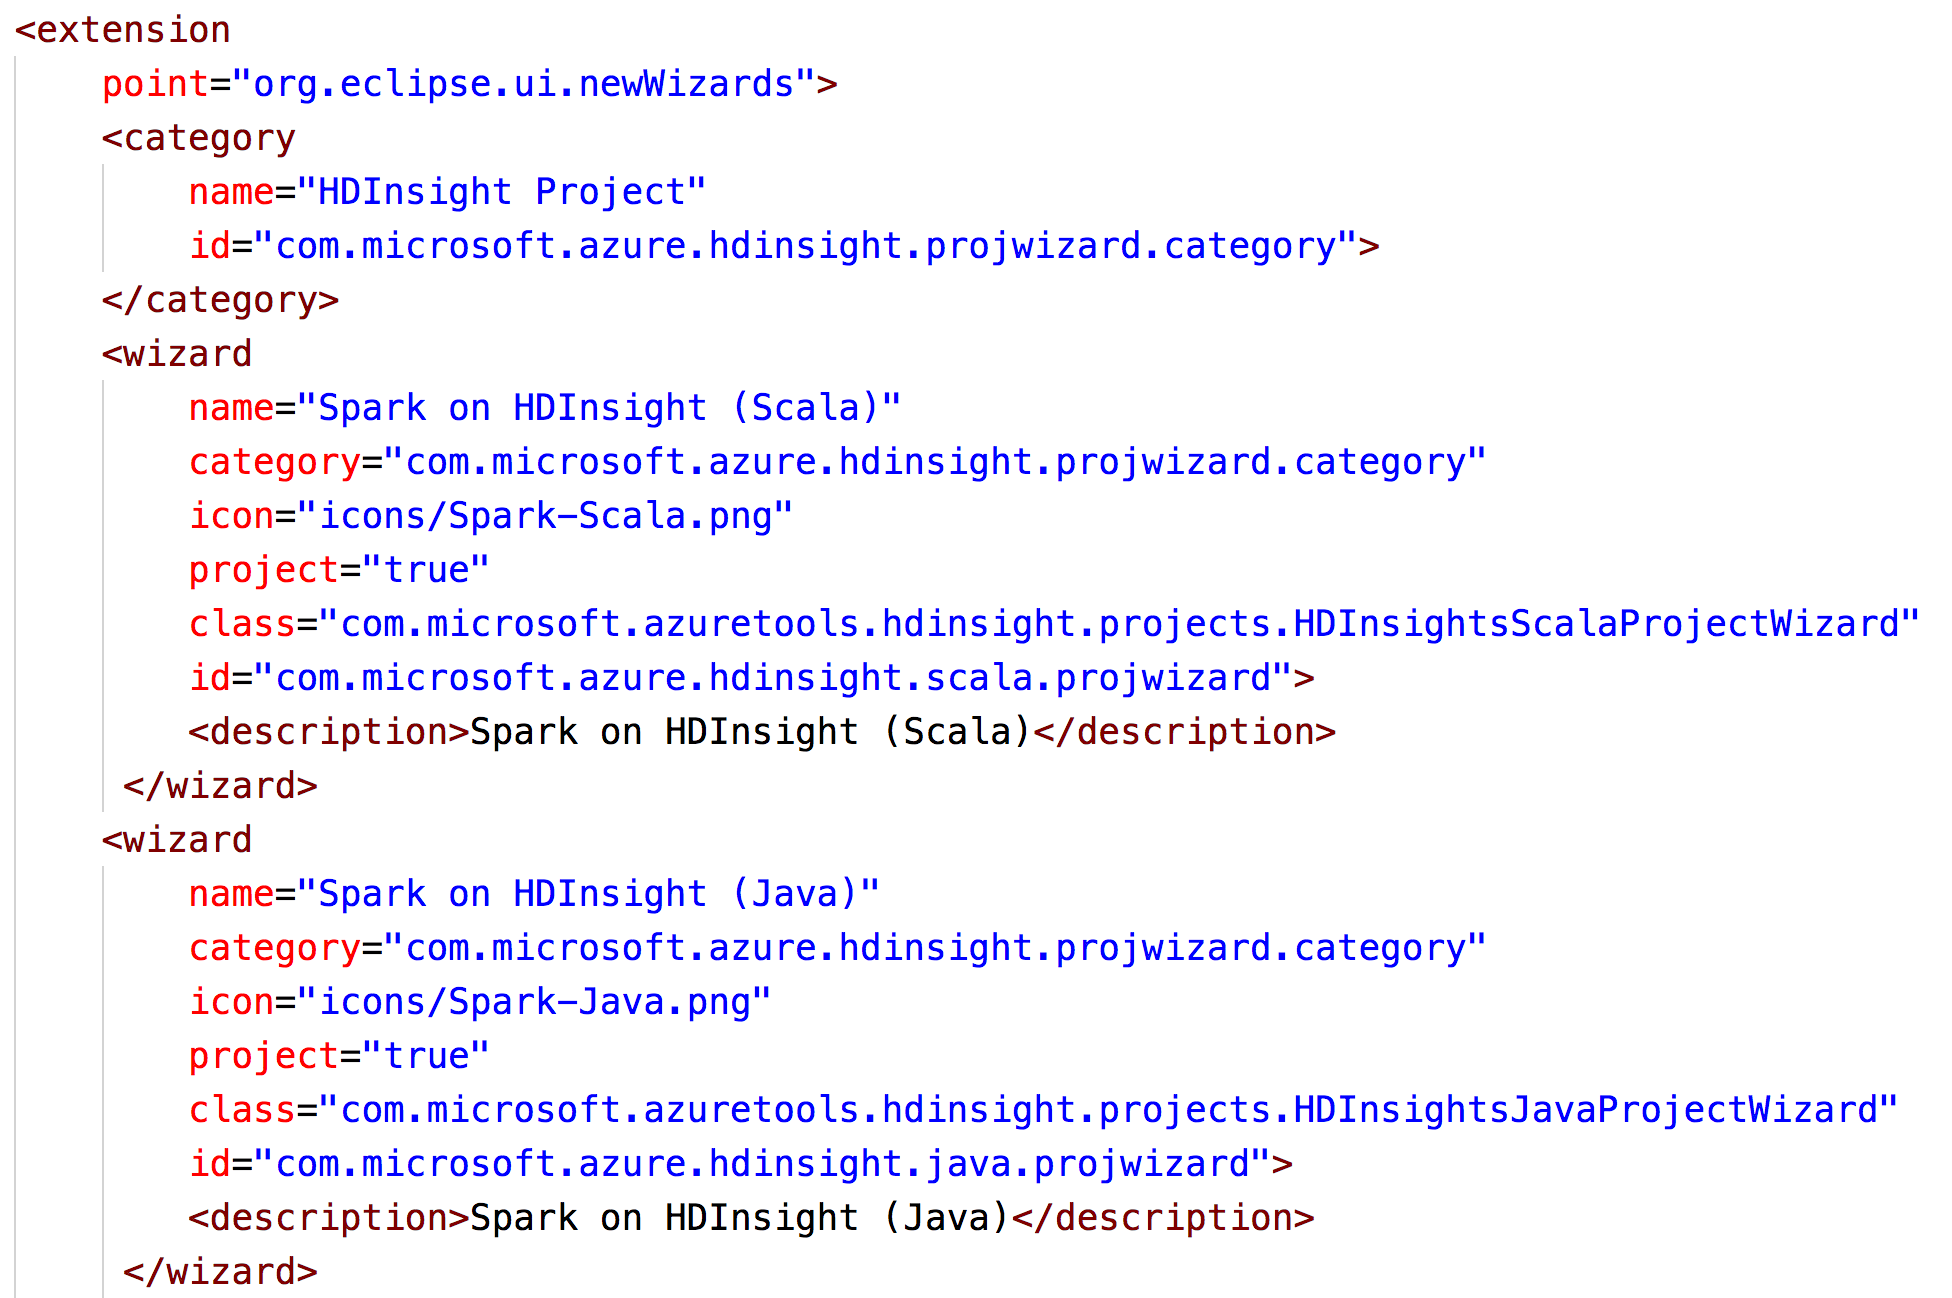 <extension
    point="org.eclipse.ui.newWizards">
    <category
        name="HDInsight Project"
        id="com.microsoft.azure.hdinsight.projwizard.category">
    </category>
    <wizard
        name="Spark on HDInsight (Scala)"
        category="com.microsoft.azure.hdinsight.projwizard.category"
        icon="icons/Spark-Scala.png"
        project="true"
        class="com.microsoft.azuretools.hdinsight.projects.HDInsightsScalaProjectWizard"
        id="com.microsoft.azure.hdinsight.scala.projwizard">
        <description>Spark on HDInsight (Scala)</description>
     </wizard>
    <wizard
        name="Spark on HDInsight (Java)"
        category="com.microsoft.azure.hdinsight.projwizard.category"
        icon="icons/Spark-Java.png"
        project="true"
        class="com.microsoft.azuretools.hdinsight.projects.HDInsightsJavaProjectWizard"
        id="com.microsoft.azure.hdinsight.java.projwizard">
        <description>Spark on HDInsight (Java)</description>
     </wizard>